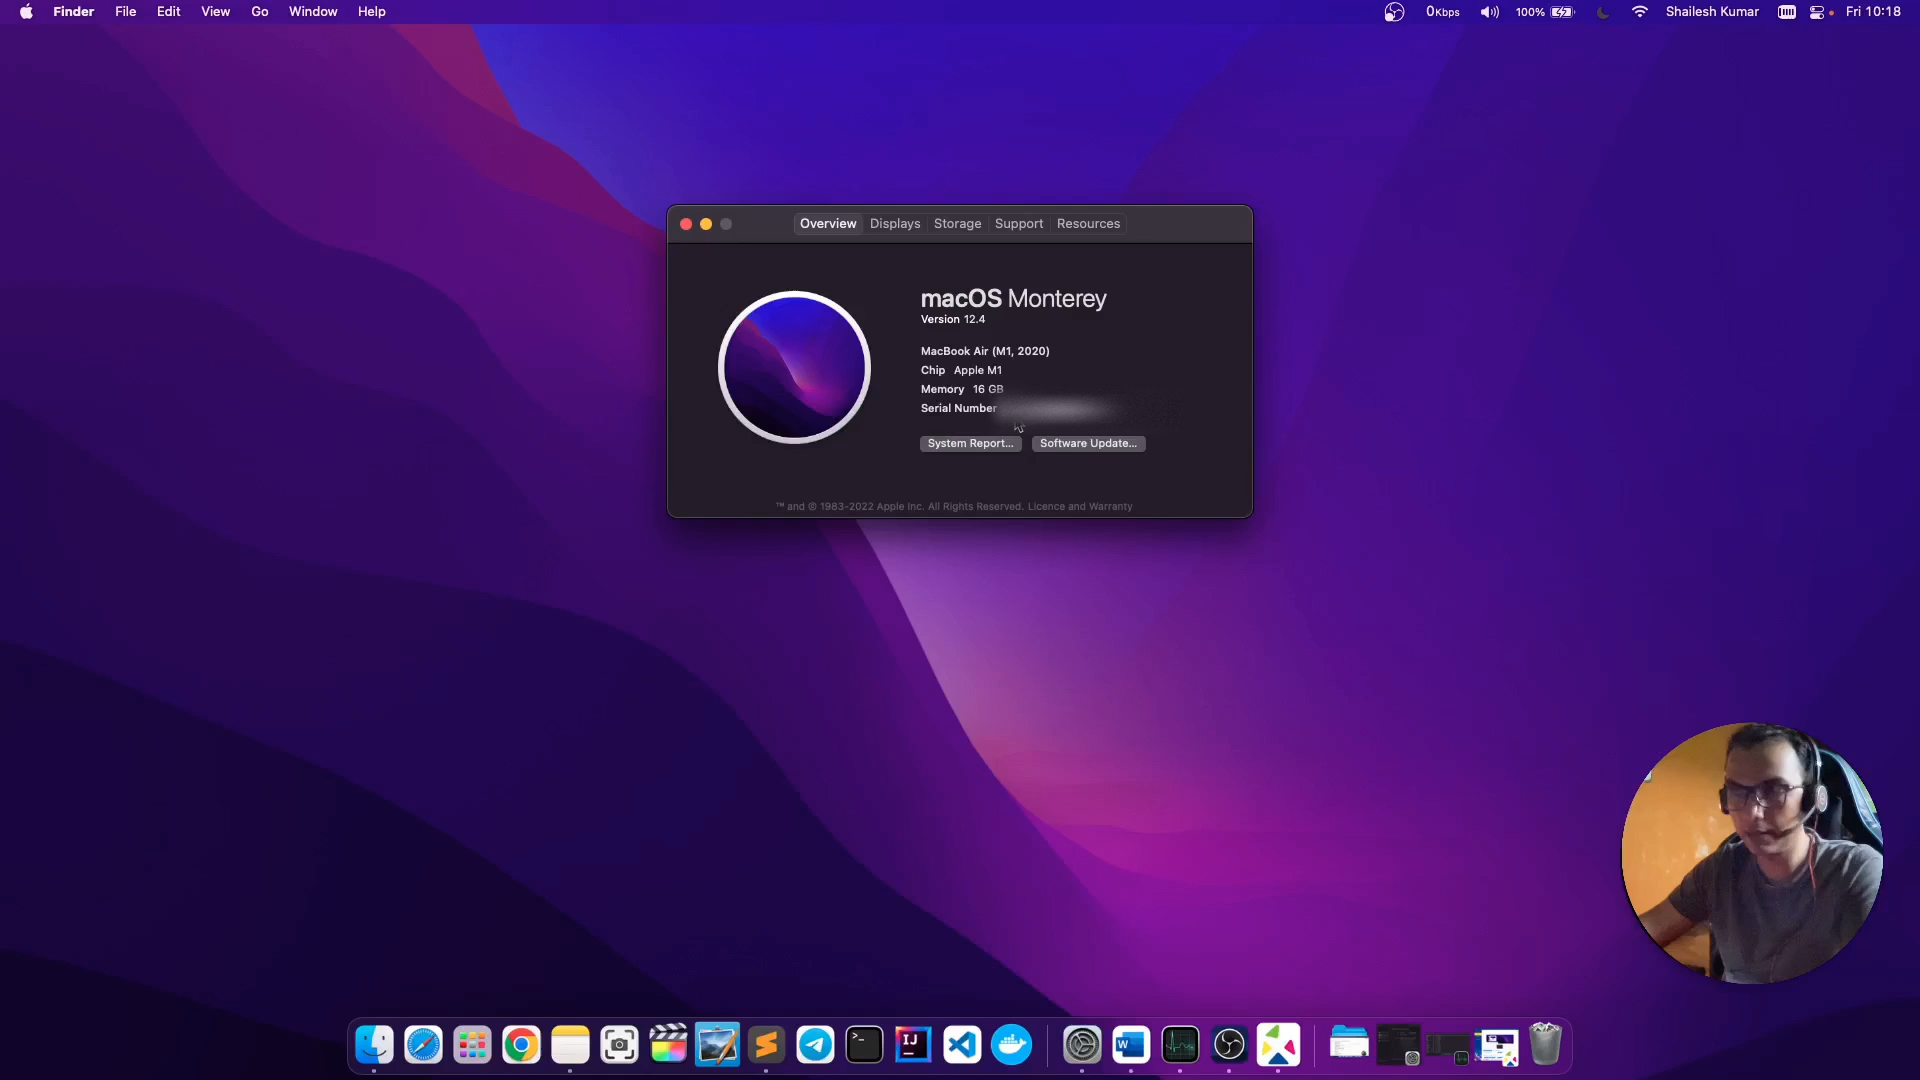 Finder File Edit View Go Window Help 0Kbps 100% Shailesh Kumar Fri 10:18
Overview Displays Storage Support Resources
macOS Monterey
Version 12.4
MacBook Air (M1, 2020)
Chip Apple M1
Memory 16 GB
Serial Number
System Report... Software Update...
™ and © 1983-2022 Apple Inc. All Rights Reserved. Licence and Warranty
>_ IJ W